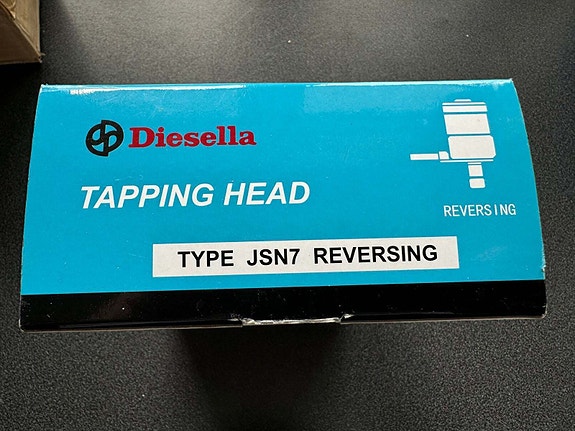 Diesella
TAPPING HEAD
REVERSING
TYPE JSN7 REVERSING